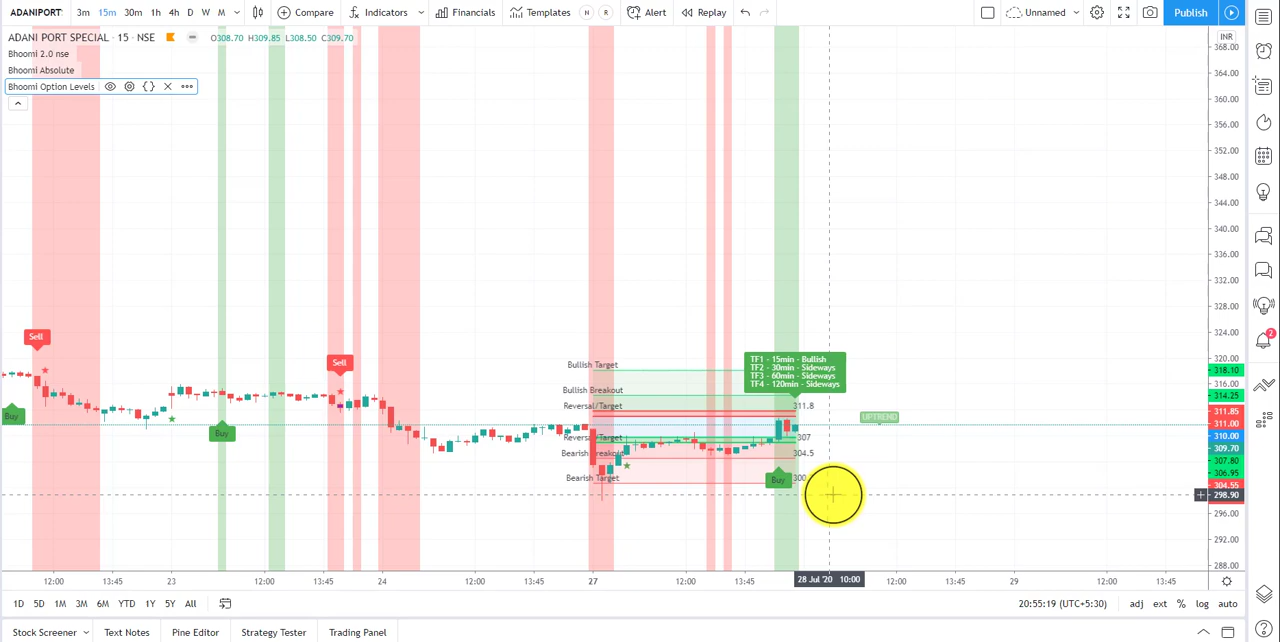 ADANIPORT 3m 15m 30m 1h 4h D W M Compare Indicators Financials Templates N R Alert Replay Unnamed Publish
ADANI PORT SPECIAL · 15 · NSE O308.70 H309.85 L308.50 C309.70
Bhoomi 2.0 nse
Bhoomi Absolute
Bhoomi Option Levels
INR
368.00
364.00
360.00
356.00
352.00
348.00
344.00
340.00
336.00
332.00
328.00
324.00
320.00
318.10
316.00
314.25
311.85
311.00
310.00
309.70
307.80
306.95
304.55
298.90
296.00
292.00
288.00
2
Sell
Sell
Buy
Buy
Buy
Bullish Target
Bullish Breakout
Reversal/Target
Reversal/Target
Bearish Breakout
Bearish Target
TF1 - 15min - Bullish
TF2 - 30min - Sideways
TF3 - 60min - Sideways
TF4 - 120min - Sideways
311.8
307
304.5
300
UPTREND
12:00 13:45 23 12:00 13:45 24 12:00 13:45 27 12:00 13:45 28 Jul '20 10:00 12:00 13:45 29 12:00 13:45
1D 5D 1M 3M 6M YTD 1Y 5Y All 20:55:19 (UTC+5:30) adj ext % log auto
Stock Screener Text Notes Pine Editor Strategy Tester Trading Panel